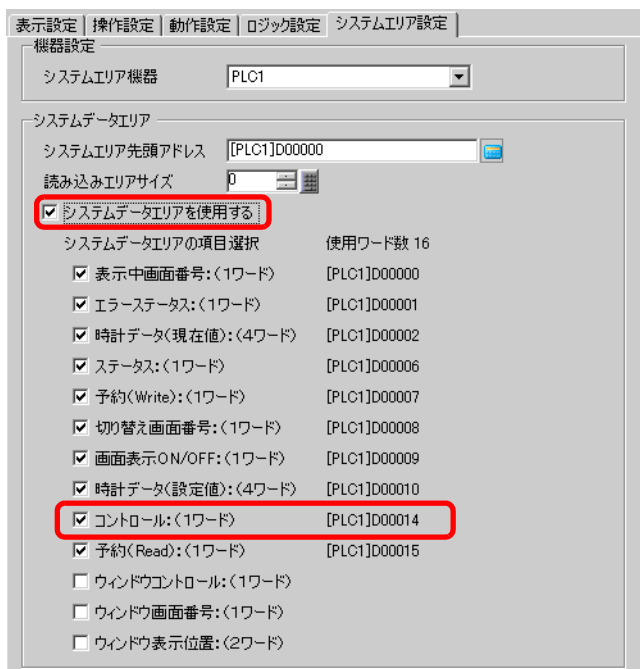 表示設定 操作設定 動作設定 ロジック設定 システムエリア設定
機器設定
システムエリア機器 PLC1
システムデータエリア
システムエリア先頭アドレス [PLC1]D00000
読み込みエリアサイズ 0
システムデータエリアを使用する
システムデータエリアの項目選択 使用ワード数 16
表示中画面番号:(1ワード) [PLC1]D00000
エラーステータス:(1ワード) [PLC1]D00001
時計データ(現在値):(4ワード) [PLC1]D00002
ステータス:(1ワード) [PLC1]D00006
予約(Write):(1ワード) [PLC1]D00007
切り替え画面番号:(1ワード) [PLC1]D00008
画面表示ON/OFF:(1ワード) [PLC1]D00009
時計データ(設定値):(4ワード) [PLC1]D00010
コントロール:(1ワード) [PLC1]D00014
予約(Read):(1ワード) [PLC1]D00015
ウィンドウコントロール:(1ワード)
ウィンドウ画面番号:(1ワード)
ウィンドウ表示位置:(2ワード)